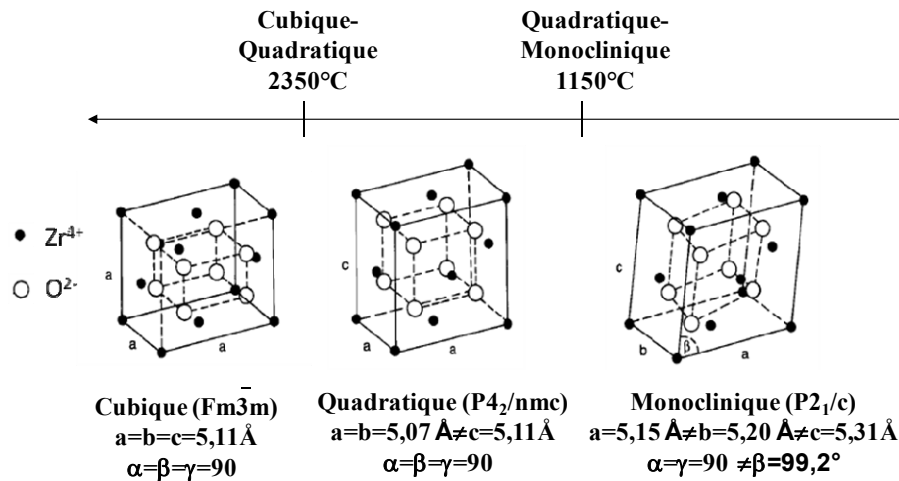 Cubique-
Quadratique
2350°C
Quadratique-
Monoclinique
1150°C
Zr⁴⁺
O²⁻
a
a
a
c
a
a
c
b
β
a
Cubique (Fm3̅m)
a=b=c=5,11Å
α=β=γ=90
Quadratique (P4₂/nmc)
a=b=5,07 Å≠c=5,11Å
α=β=γ=90
Monoclinique (P2₁/c)
a=5,15 Å≠b=5,20 Å≠c=5,31Å
α=γ=90 ≠β=99,2°